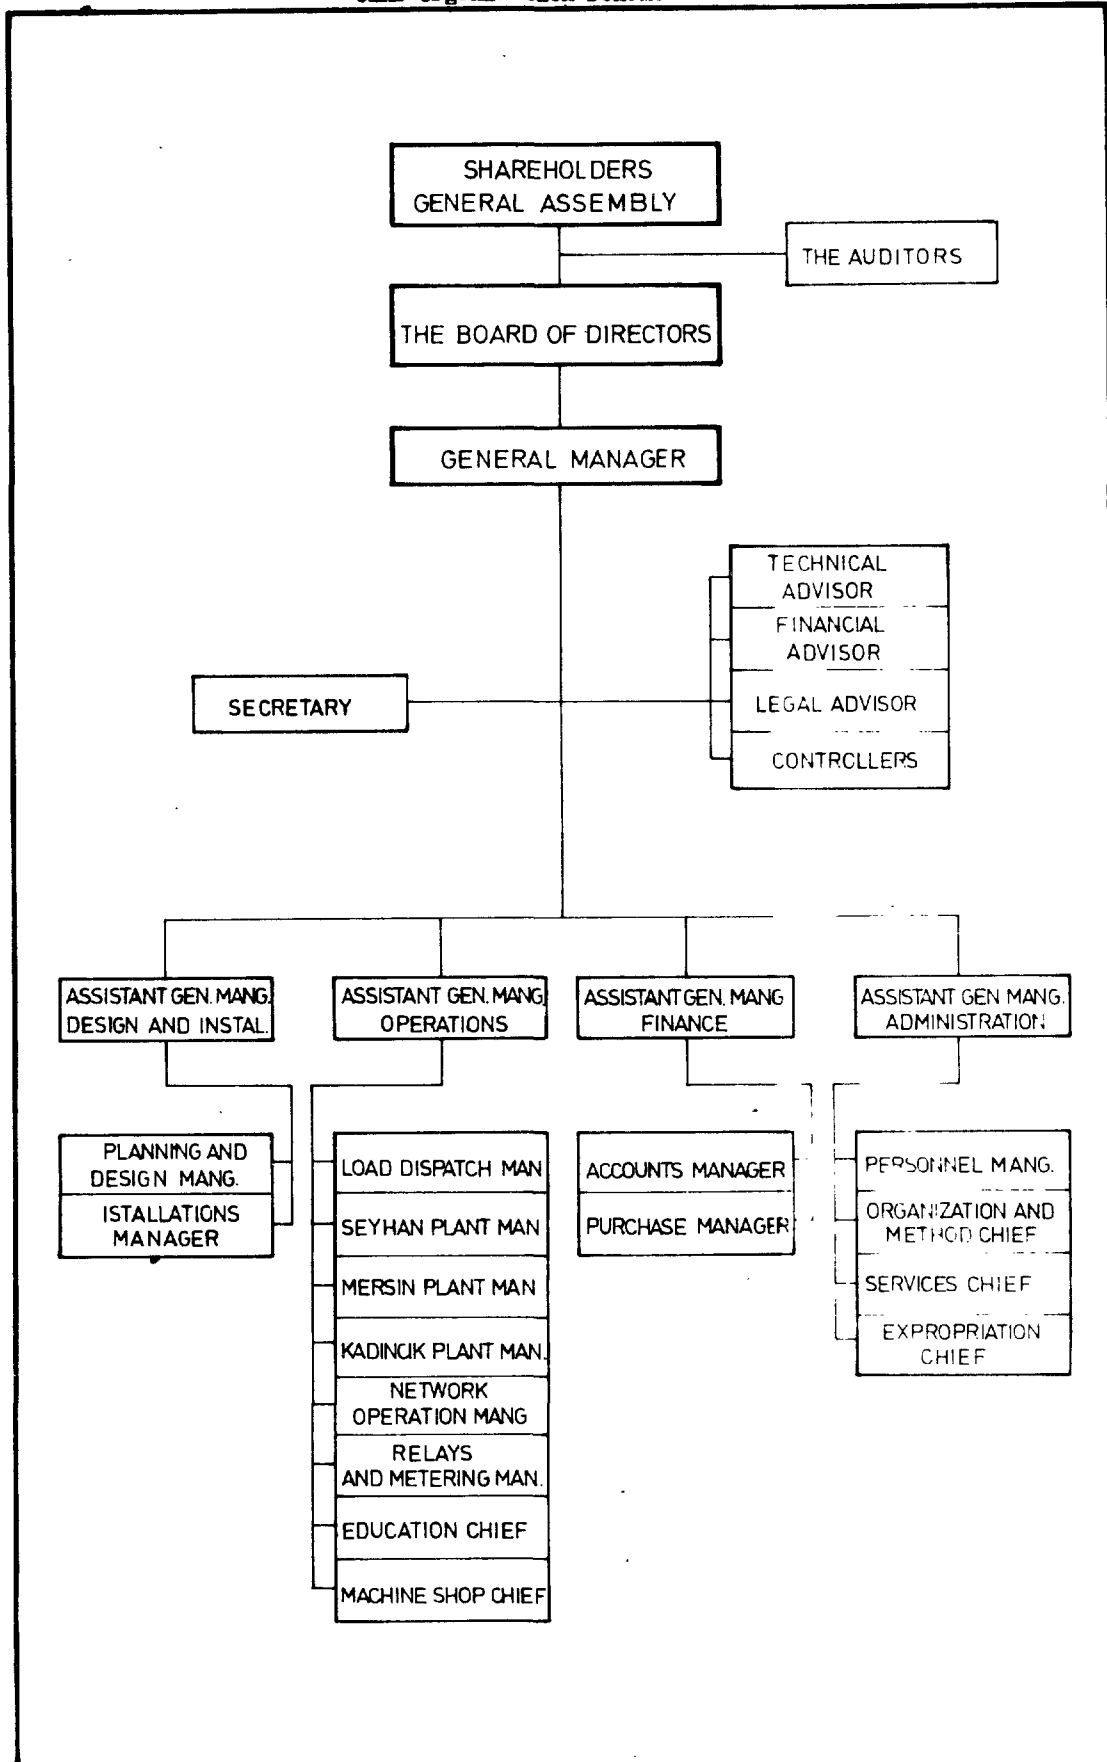 SHAREHOLDERS
GENERAL ASSEMBLY
THE AUDITORS
THE BOARD OF DIRECTORS
GENERAL MANAGER
TECHNICAL
ADVISOR
FINANCIAL
ADVISOR
LEGAL ADVISOR
CONTROLLERS
SECRETARY
ASSISTANT GEN. MANG.
DESIGN AND INSTAL.
ASSISTANT GEN. MANG.
OPERATIONS
ASSISTANT GEN. MANG
FINANCE
ASSISTANT GEN MANG.
ADMINISTRATION
PLANNING AND
DESIGN MANG.
ISTALLATIONS
MANAGER
LOAD DISPATCH MAN
SEYHAN PLANT MAN
MERSIN PLANT MAN
KADINCIK PLANT MAN.
NETWORK
OPERATION MANG
RELAYS
AND METERING MAN.
EDUCATION CHIEF
MACHINE SHOP CHIEF
ACCOUNTS MANAGER
PURCHASE MANAGER
PERSONNEL MANG.
ORGANIZATION AND
METHOD CHIEF
SERVICES CHIEF
EXPROPRIATION
CHIEF